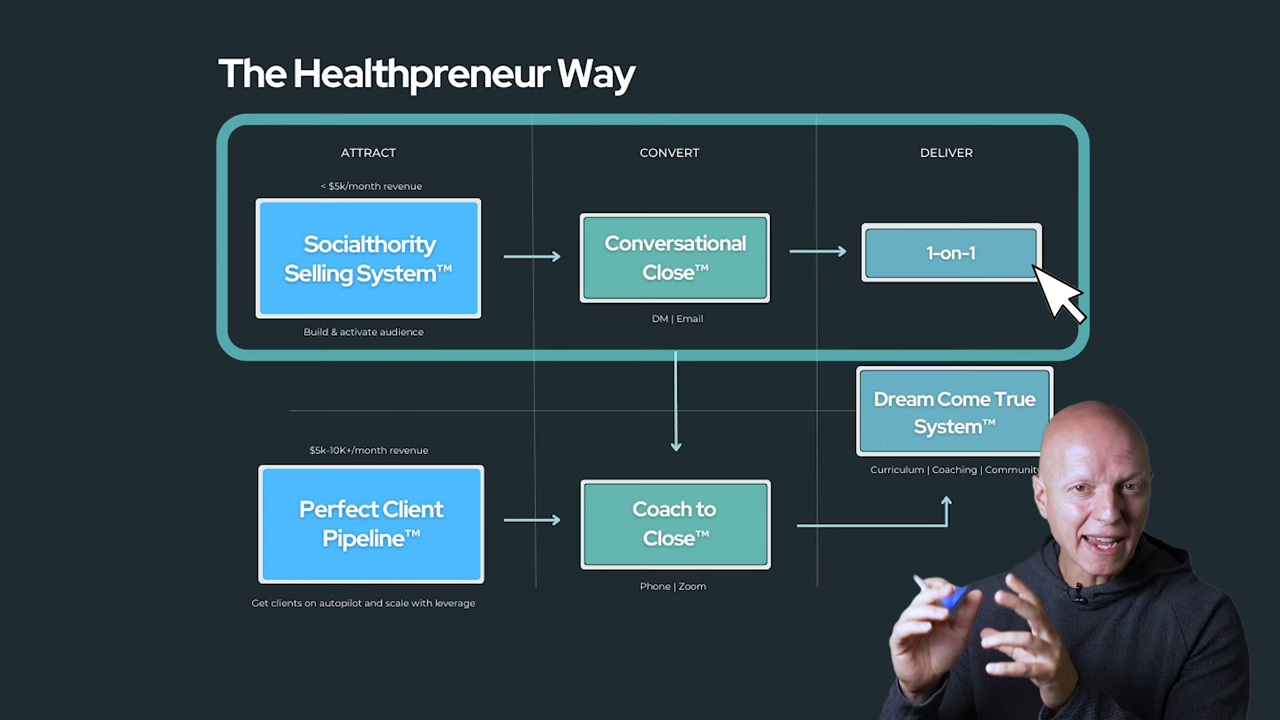 The Healthpreneur Way
ATTRACT
CONVERT
DELIVER
< $5k/month revenue
Socialthority
Selling System™
Build & activate audience
Conversational
Close™
DM | Email
1-on-1
Dream Come True
System™
Curriculum | Coaching | Community
$5k-10K+/month revenue
Perfect Client
Pipeline™
Get clients on autopilot and scale with leverage
Coach to
Close™
Phone | Zoom